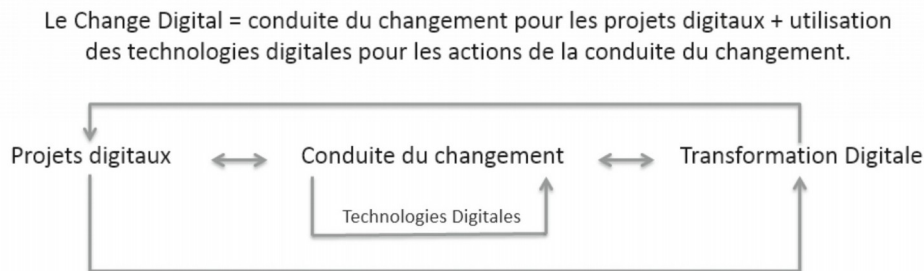 Le Change Digital = conduite du changement pour les projets digitaux + utilisation
des technologies digitales pour les actions de la conduite du changement.
Projets digitaux Conduite du changement Transformation Digitale
Technologies Digitales